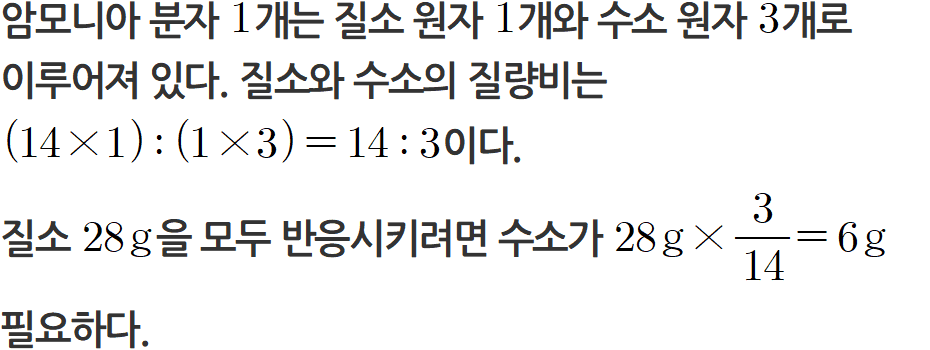 암모니아 분자 1개는 질소 원자 1개와 수소 원자 3개로
이루어져 있다. 질소와 수소의 질량비는
(14×1) : (1×3) = 14 : 3이다.
질소 28 g을 모두 반응시키려면 수소가 28 g × 3/14 = 6 g
필요하다.